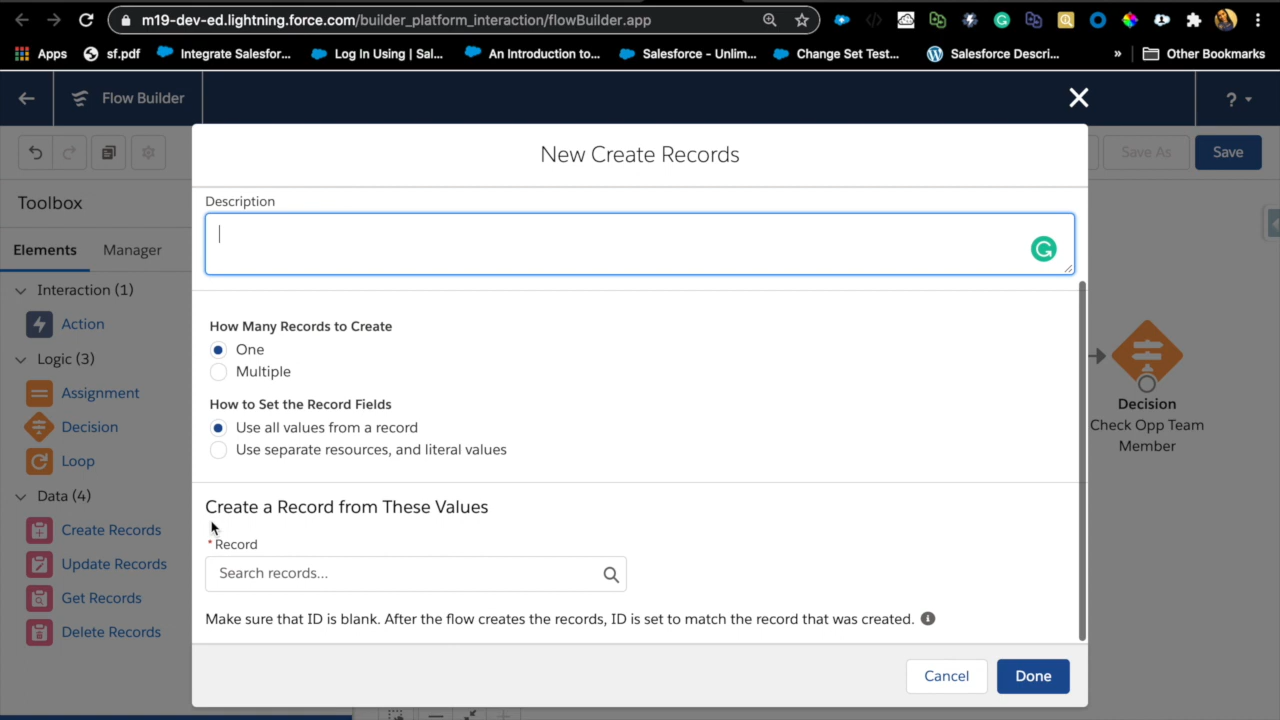 m19-dev-ed.lightning.force.com/builder_platform_interaction/flowBuilder.app
Apps sf.pdf Integrate Salesfor... Log In Using | Sal... An Introduction to... Salesforce – Unlim... Change Set Test... Salesforce Descri... » Other Bookmarks
Flow Builder
?
Save As
Save
New Create Records
Toolbox
Elements
Manager
Interaction (1)
Action
Logic (3)
Assignment
Decision
Loop
Data (4)
Create Records
Update Records
Get Records
Delete Records
Description
How Many Records to Create
One
Multiple
How to Set the Record Fields
Use all values from a record
Use separate resources, and literal values
Create a Record from These Values
* Record
Search records...
Make sure that ID is blank. After the flow creates the records, ID is set to match the record that was created.
Cancel
Done
Decision
Check Opp Team
Member